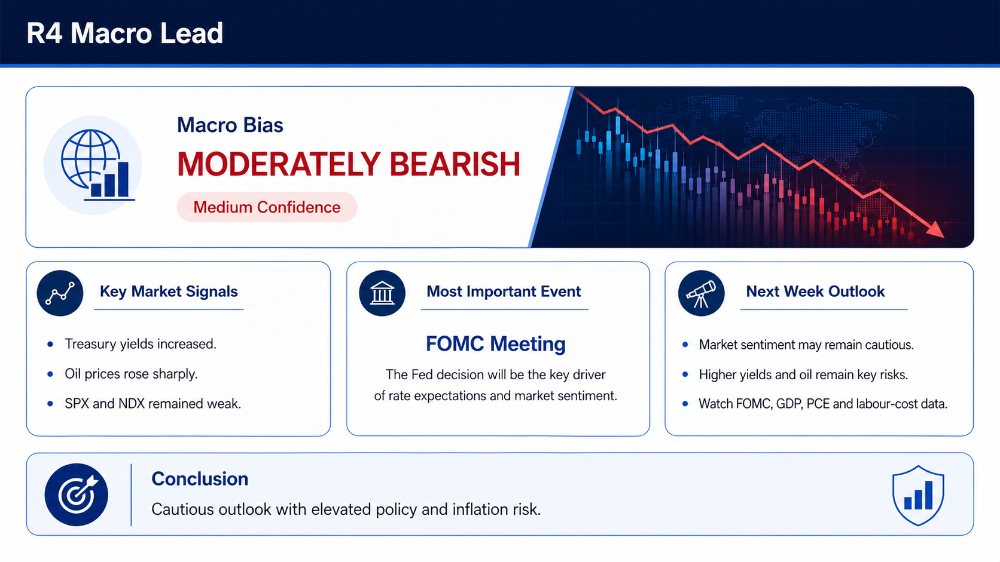 R4 Macro Lead
Macro Bias
MODERATELY BEARISH
Medium Confidence
Key Market Signals
Treasury yields increased.
Oil prices rose sharply.
SPX and NDX remained weak.
Most Important Event
FOMC Meeting
The Fed decision will be the key driver
of rate expectations and market sentiment.
Next Week Outlook
Market sentiment may remain cautious.
Higher yields and oil remain key risks.
Watch FOMC, GDP, PCE and labour-cost data.
Conclusion
Cautious outlook with elevated policy and inflation risk.